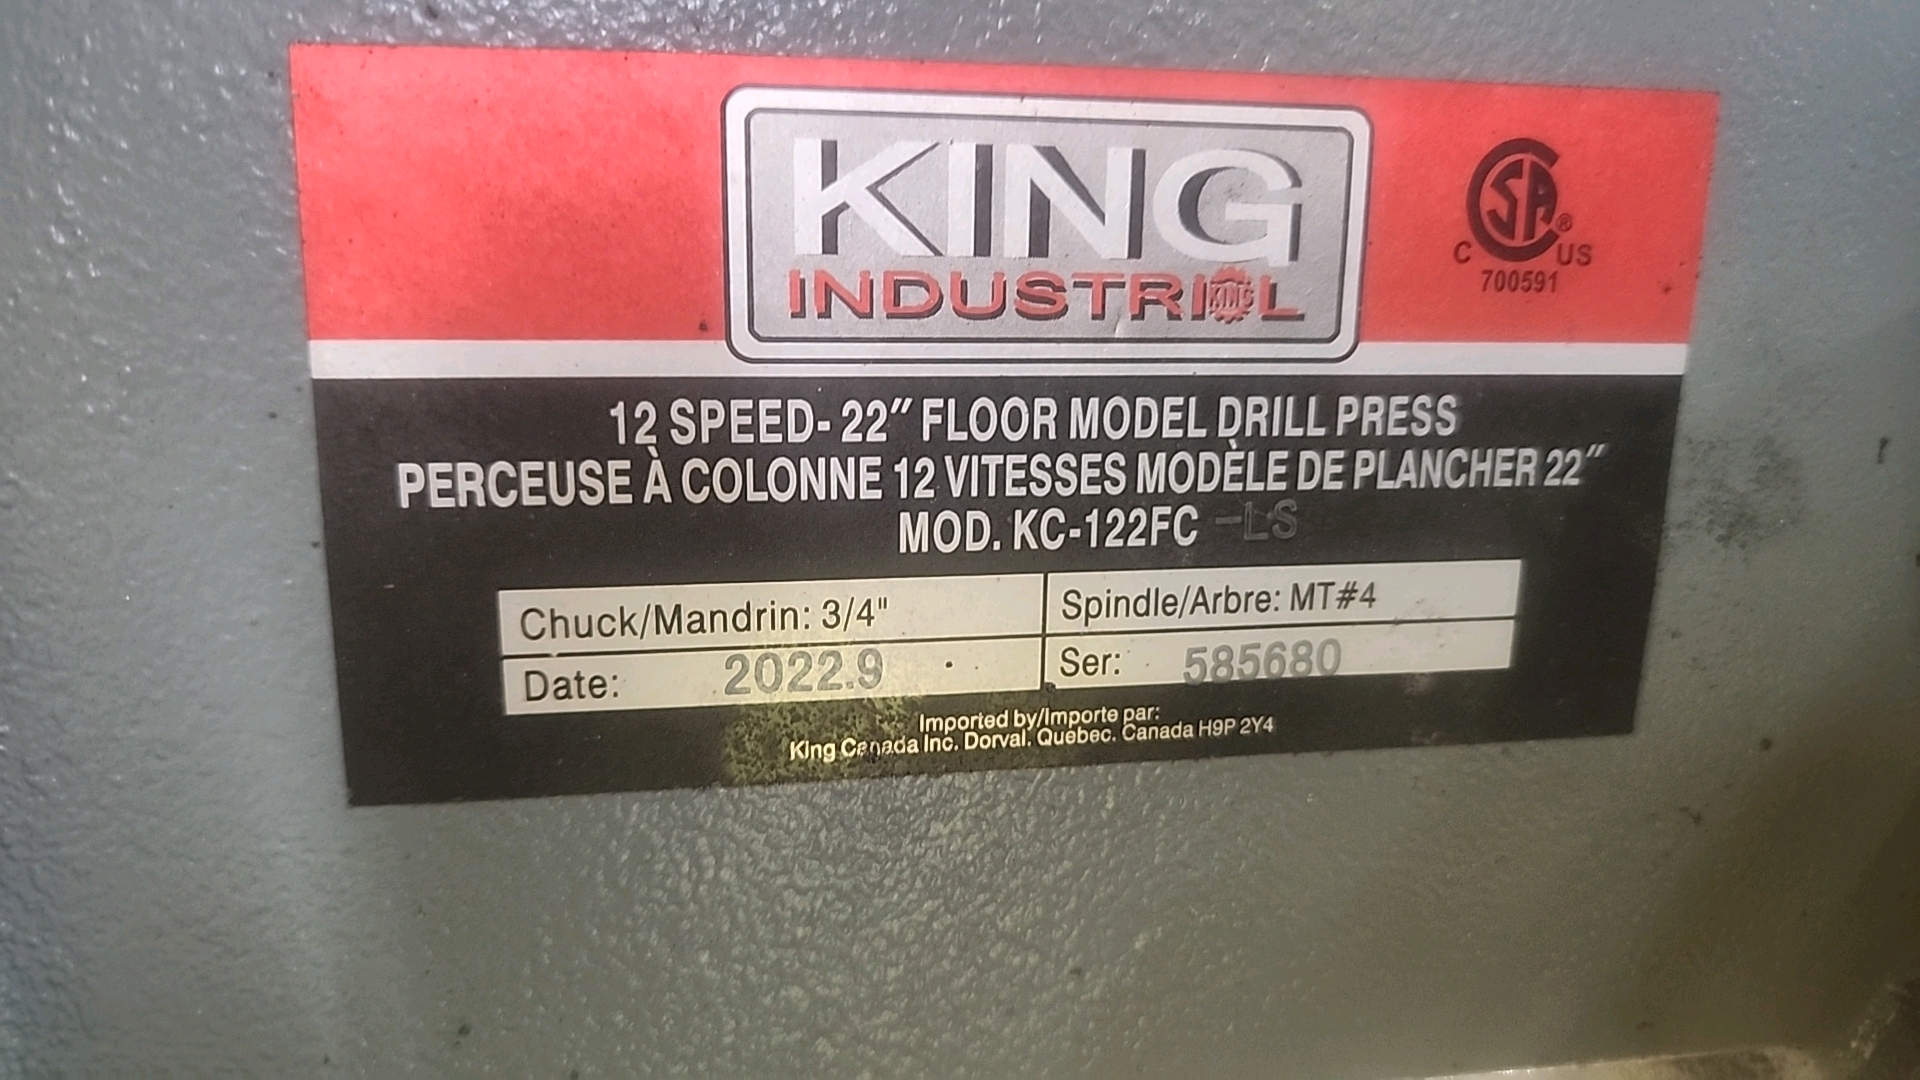 KING
INDUSTRIAL
KING
CSA®
C US
700591
12 SPEED- 22" FLOOR MODEL DRILL PRESS
PERCEUSE À COLONNE 12 VITESSES MODÈLE DE PLANCHER 22"
MOD. KC-122FC -LS
Chuck/Mandrin: 3/4"
Spindle/Arbre: MT#4
Date: 2022.9
Ser: 585680
Imported by/Importe par:
King Canada Inc. Dorval. Quebec. Canada H9P 2Y4